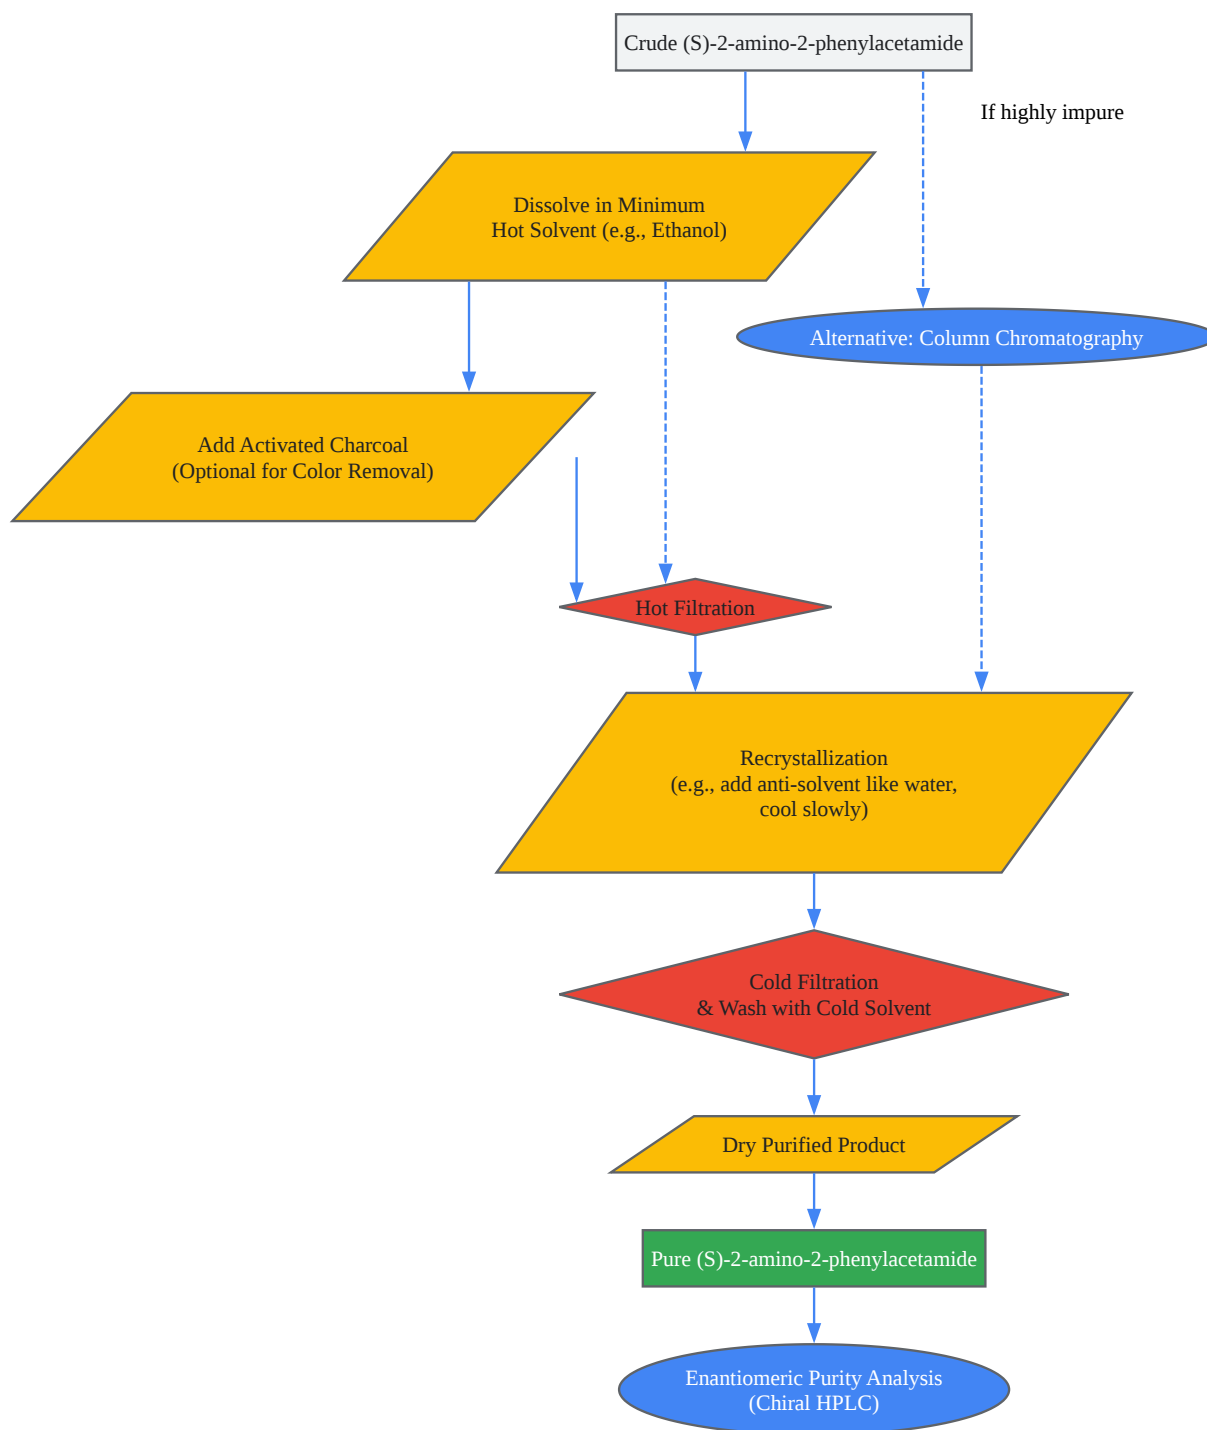 Crude (S)-2-amino-2-phenylacetamide
If highly impure
Dissolve in Minimum
Hot Solvent (e.g., Ethanol)
Alternative: Column Chromatography
Add Activated Charcoal
(Optional for Color Removal)
Hot Filtration
Recrystallization
(e.g., add anti-solvent like water,
cool slowly)
Cold Filtration
& Wash with Cold Solvent
Dry Purified Product
Pure (S)-2-amino-2-phenylacetamide
Enantiomeric Purity Analysis
(Chiral HPLC)